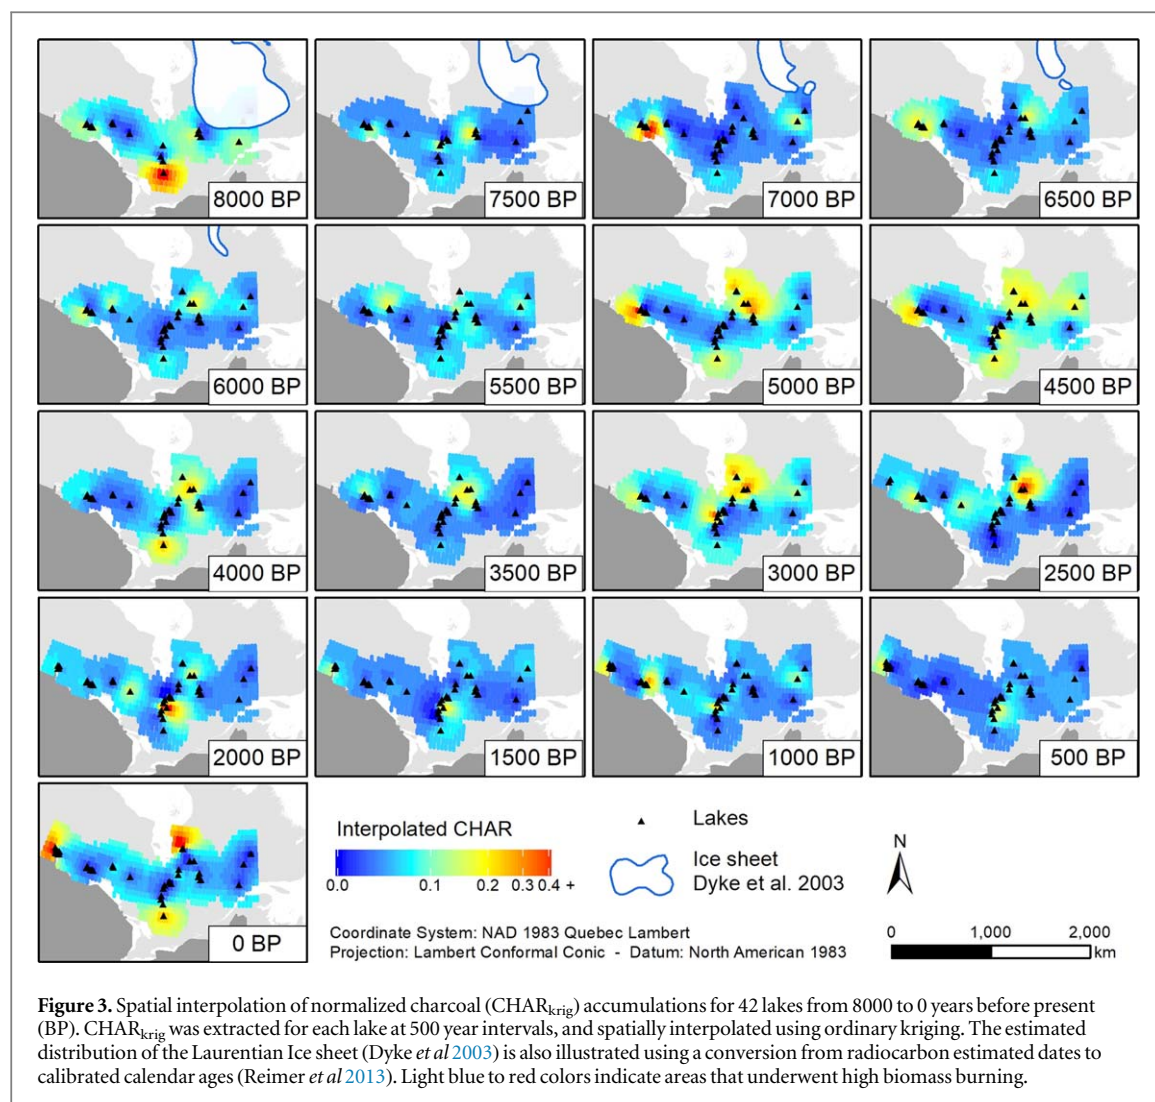 8000 BP
7500 BP
7000 BP
6500 BP
6000 BP
5500 BP
5000 BP
4500 BP
4000 BP
3500 BP
3000 BP
2500 BP
2000 BP
1500 BP
1000 BP
500 BP
0 BP
Interpolated CHAR
0.0 0.1 0.2 0.3 0.4 +
Lakes
Ice sheet
Dyke et al. 2003
N
Coordinate System: NAD 1983 Quebec Lambert
Projection: Lambert Conformal Conic - Datum: North American 1983
0 1,000 2,000
km
Figure 3. Spatial interpolation of normalized charcoal (CHARkrig) accumulations for 42 lakes from 8000 to 0 years before present
(BP). CHARkrig was extracted for each lake at 500 year intervals, and spatially interpolated using ordinary kriging. The estimated
distribution of the Laurentian Ice sheet (Dyke et al 2003) is also illustrated using a conversion from radiocarbon estimated dates to
calibrated calendar ages (Reimer et al 2013). Light blue to red colors indicate areas that underwent high biomass burning.